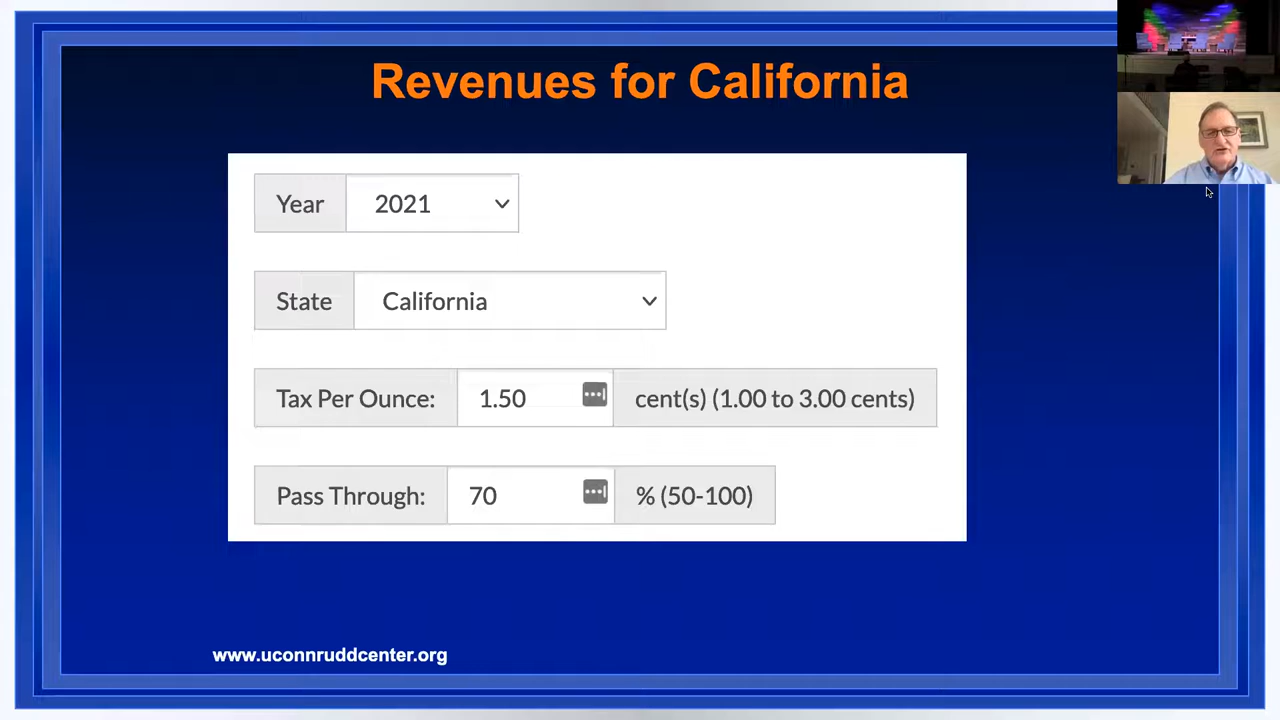 Revenues for California
Year 2021
State California
Tax Per Ounce: 1.50 cent(s) (1.00 to 3.00 cents)
Pass Through: 70 % (50-100)
www.uconnruddcenter.org